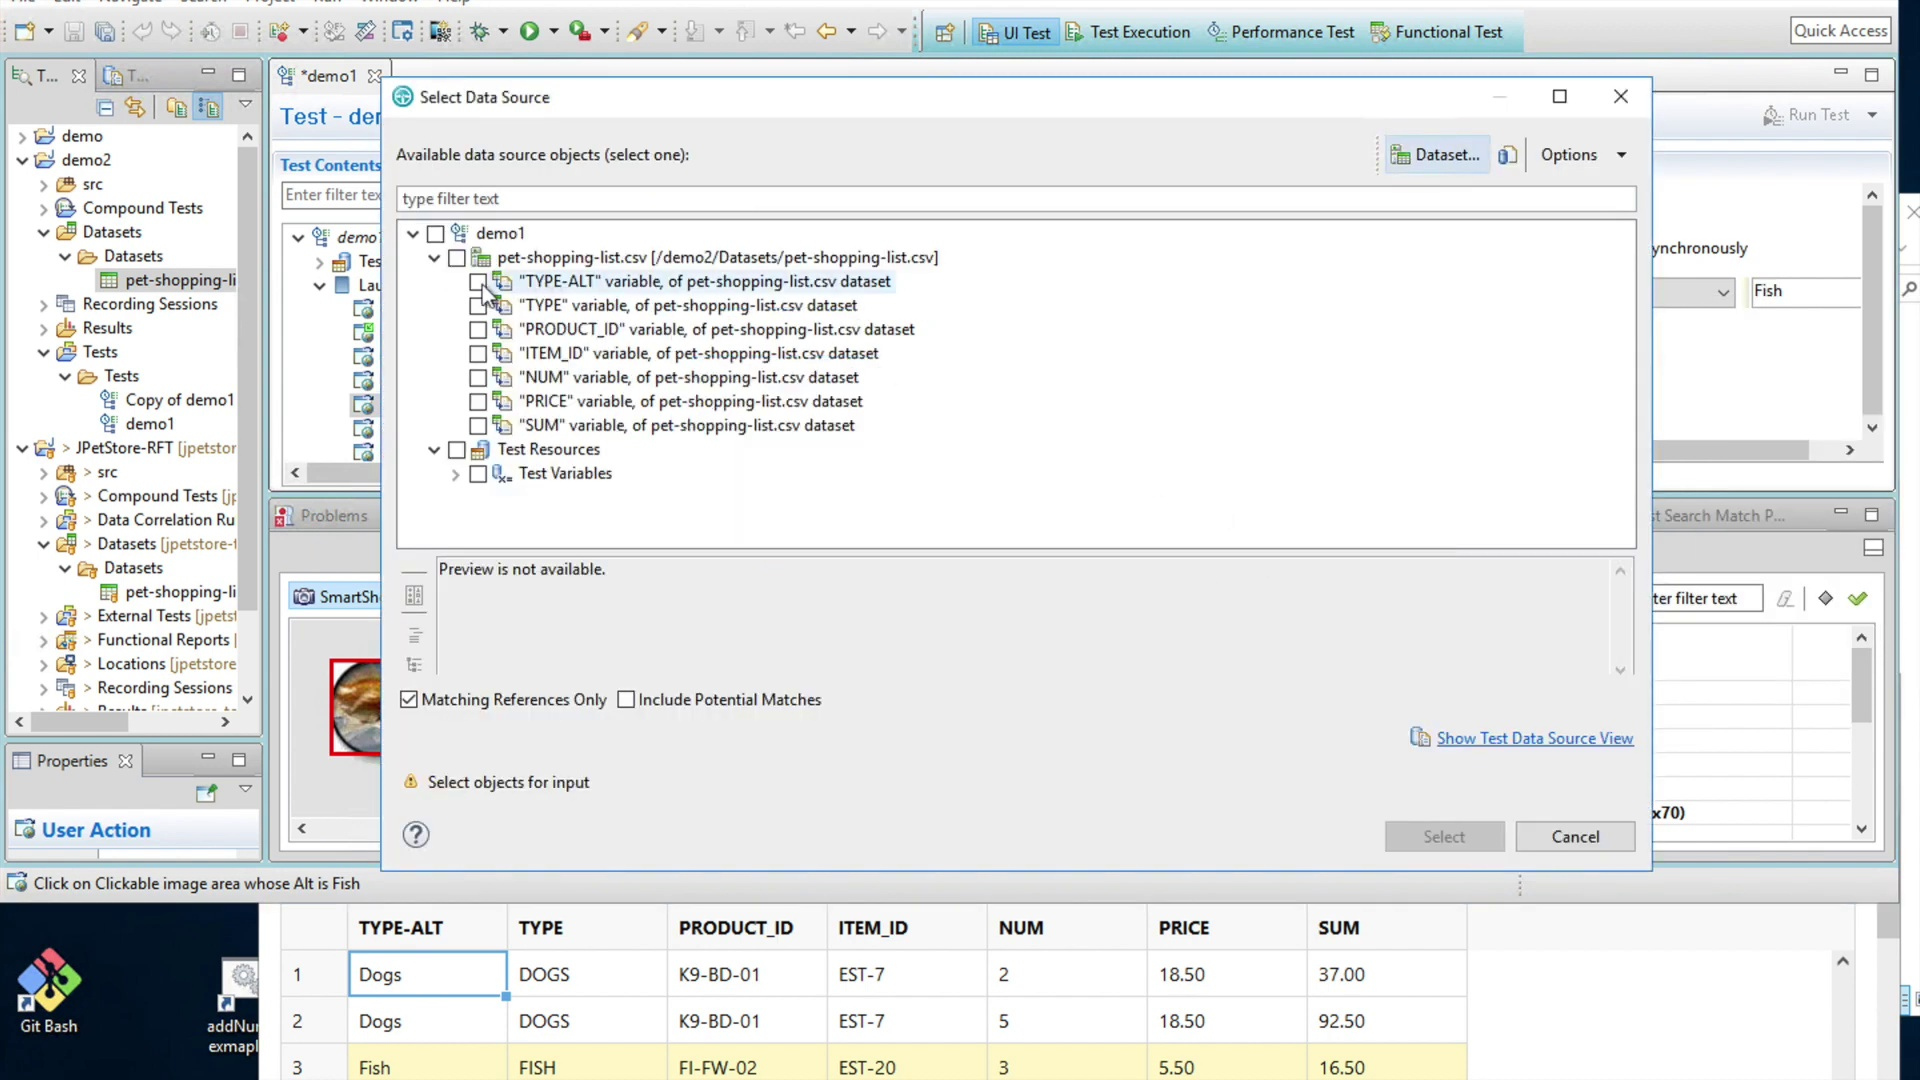 UI Test
Test Execution
Performance Test
Functional Test
Quick Access
T...
T...
*demo1
demo
demo2
src
Compound Tests
Datasets
Datasets
pet-shopping-li
Recording Sessions
Results
Tests
Tests
Copy of demo1
demo1
> JPetStore-RFT [jpetstore-
> src
> Compound Tests [jp
> Data Correlation Ru
> Datasets [jpetstore-t
> Datasets
pet-shopping-li
> External Tests [jpets
> Functional Reports [
> Locations [jpetstore
> Recording Sessions
Properties
User Action
Test - der
Test Contents
Enter filter tex
demo
Tes
Lau
Problems
SmartSh
Select Data Source
Available data source objects (select one):
Dataset...
Options
type filter text
demo1
pet-shopping-list.csv [/demo2/Datasets/pet-shopping-list.csv]
"TYPE-ALT" variable, of pet-shopping-list.csv dataset
"TYPE" variable, of pet-shopping-list.csv dataset
"PRODUCT_ID" variable, of pet-shopping-list.csv dataset
"ITEM_ID" variable, of pet-shopping-list.csv dataset
"NUM" variable, of pet-shopping-list.csv dataset
"PRICE" variable, of pet-shopping-list.csv dataset
"SUM" variable, of pet-shopping-list.csv dataset
Test Resources
Test Variables
Preview is not available.
Matching References Only
Include Potential Matches
Show Test Data Source View
Select objects for input
Select
Cancel
Run Test
synchronously
Fish
st Search Match P...
ter filter text
x70)
Click on Clickable image area whose Alt is Fish
TYPE-ALT TYPE PRODUCT_ID ITEM_ID NUM PRICE SUM
1 Dogs DOGS K9-BD-01 EST-7 2 18.50 37.00
2 Dogs DOGS K9-BD-01 EST-7 5 18.50 92.50
3 Fish FISH FI-FW-02 EST-20 3 5.50 16.50
Git Bash
addNu
exmapl